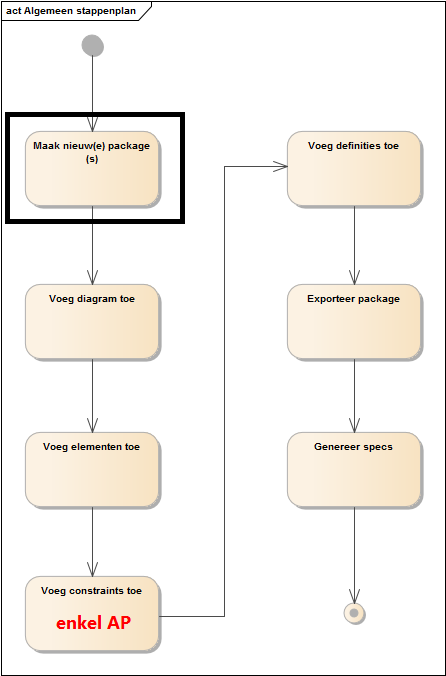 act Algemeen stappenplan
Maak nieuw(e) package
(s)
Voeg diagram toe
Voeg elementen toe
Voeg constraints toe
enkel AP
Voeg definities toe
Exporteer package
Genereer specs